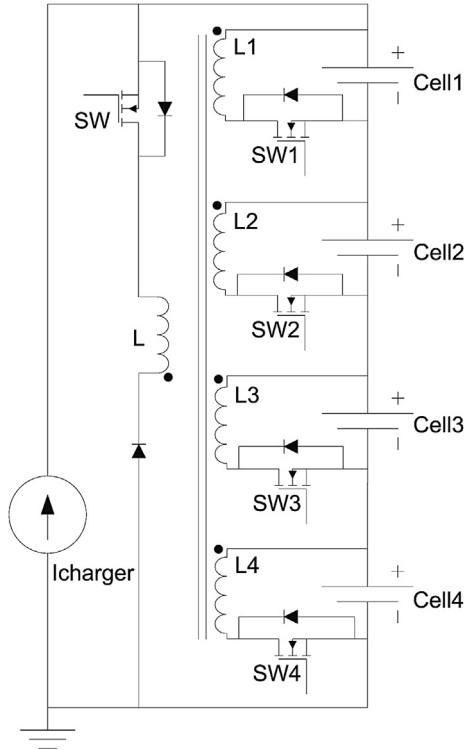 L1
+
Cell1
SW
SW1
L2
+
Cell2
SW2
L
L3
+
Cell3
SW3
Icharger
L4
+
Cell4
SW4